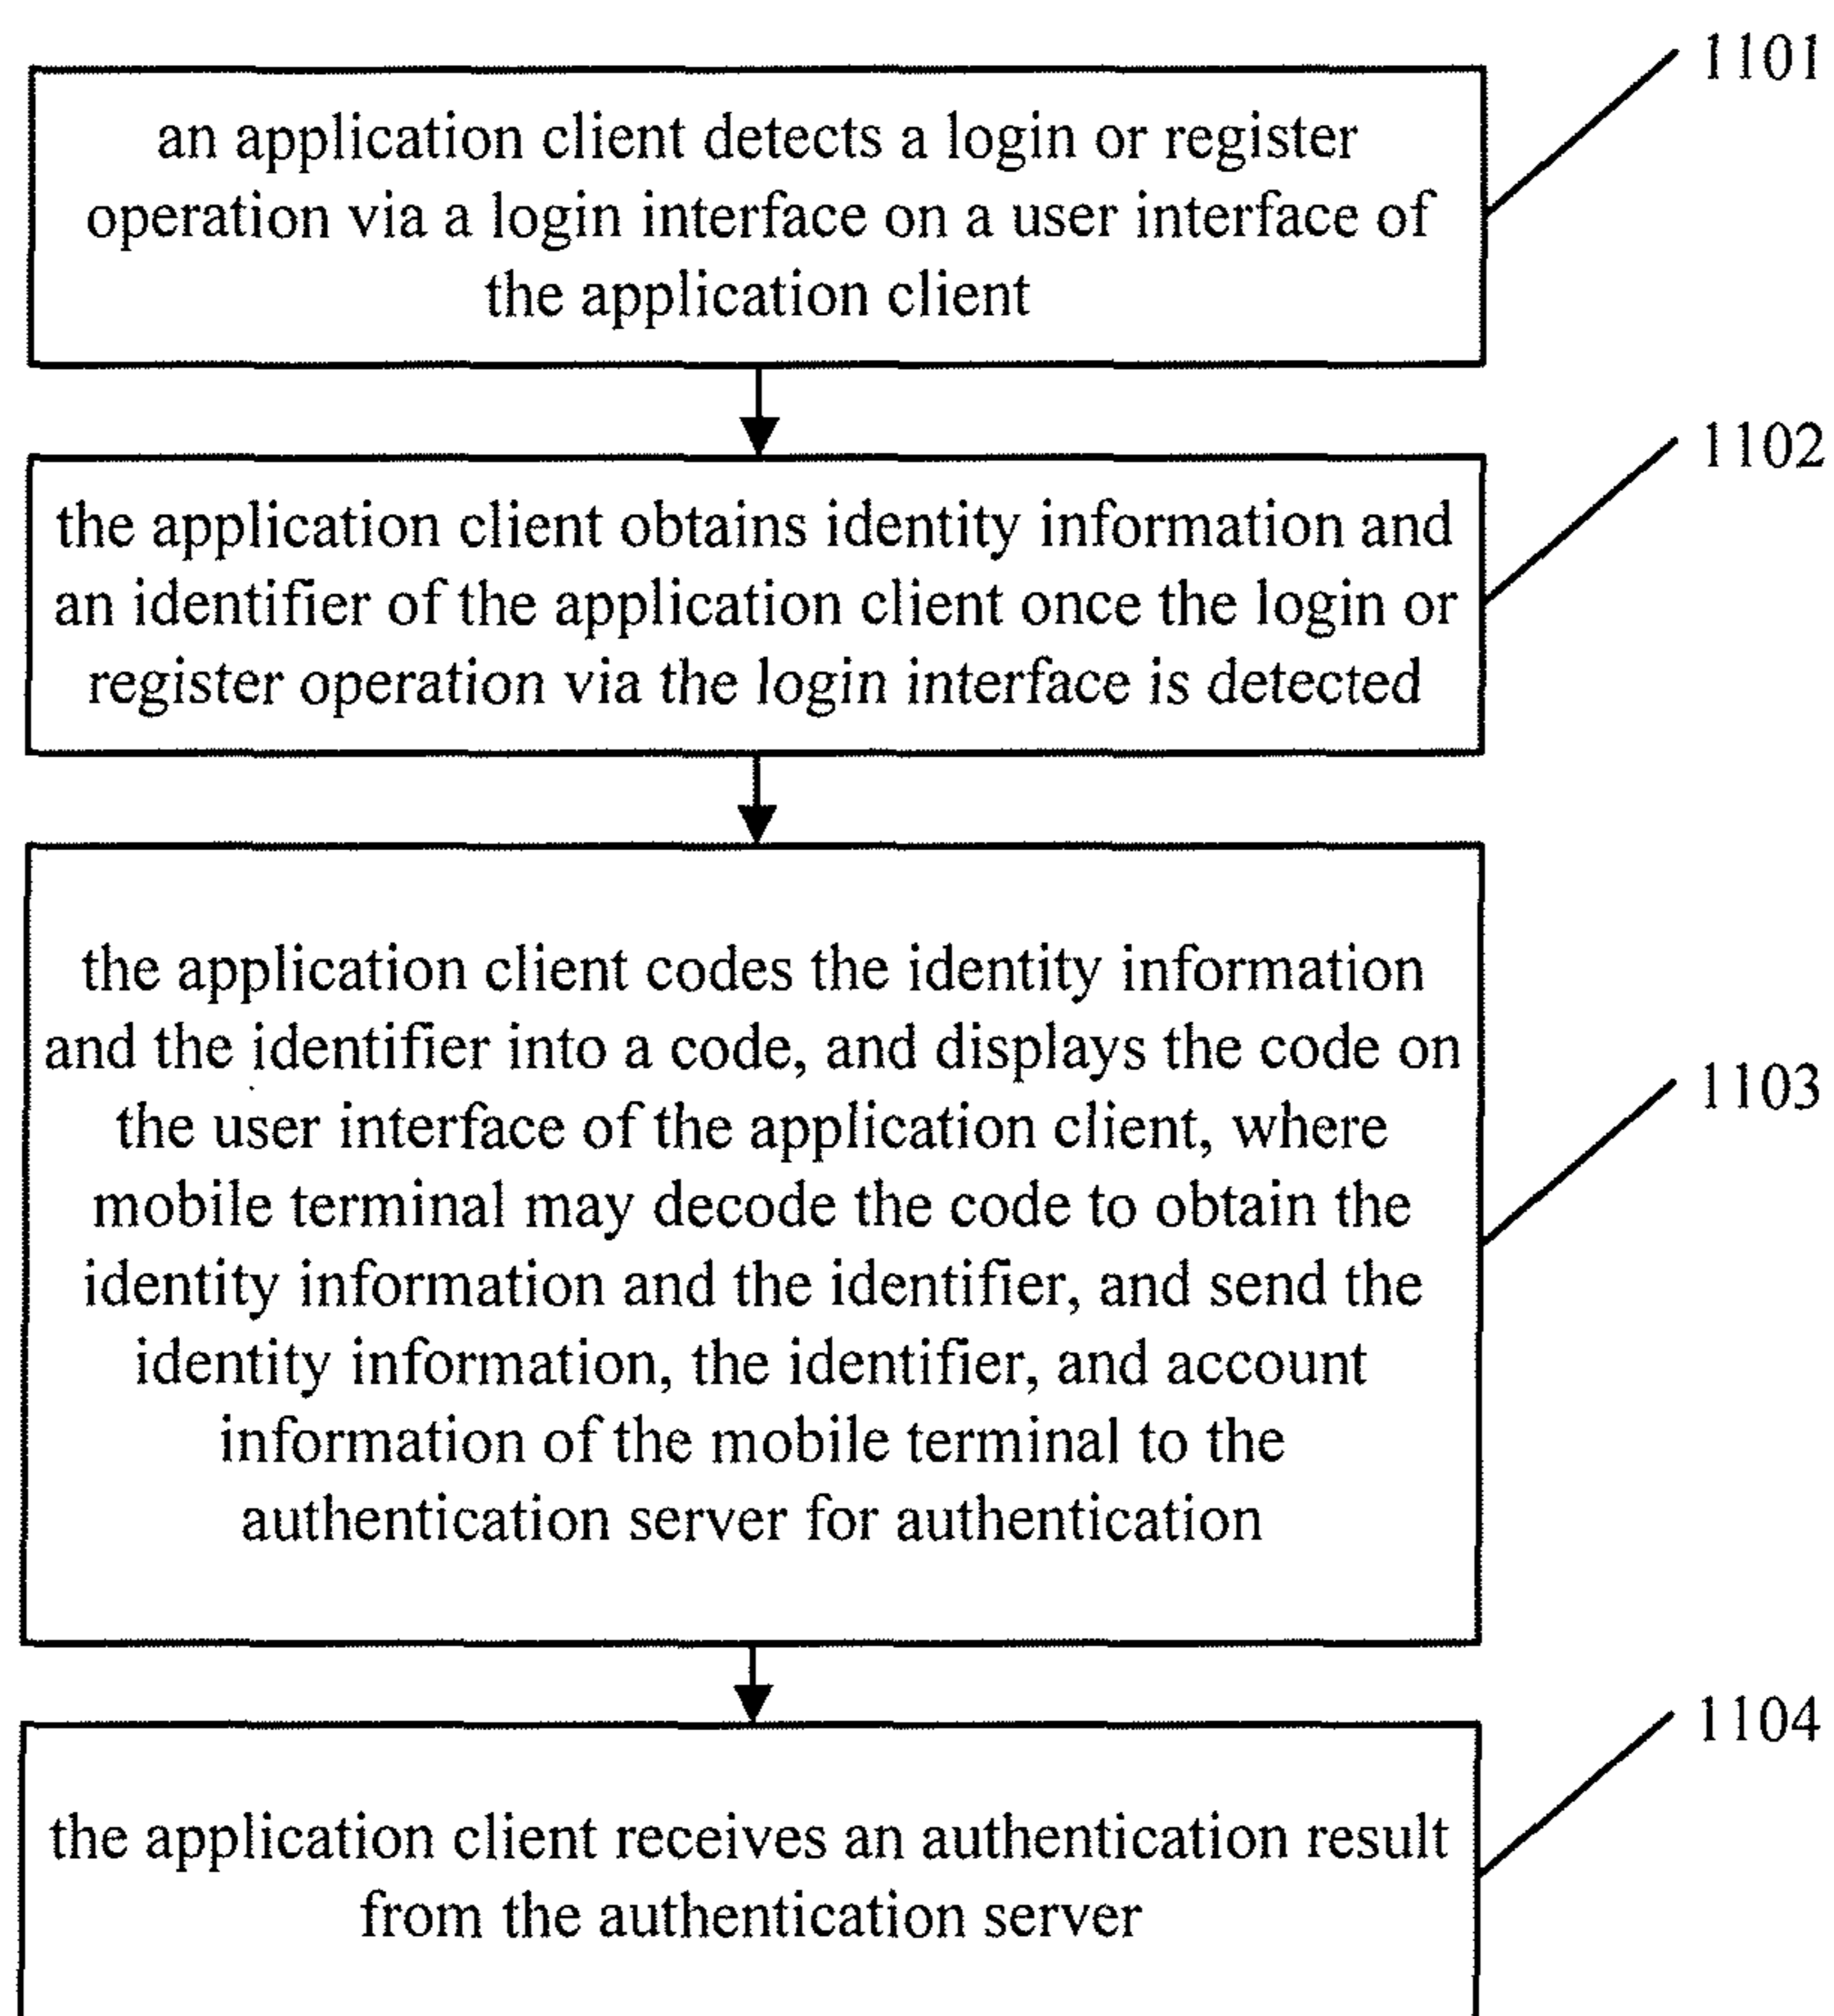 1101
an application client detects a login or register
operation via a login interface on a user interface of
the application client
1102
the application client obtains identity information and
an identifier of the application client once the login or
register operation via the login interface is detected
the application client codes the identity information
and the identifier into a code, and displays the code on
1103
the user interface of the application client, where
mobile terminal may decode the code to obtain the
identity information and the identifier, and send the
identity information, the identifier, and account
information of the mobile terminal to the
authentication server for authentication
1104
the application client receives an authentication result
from the authentication server